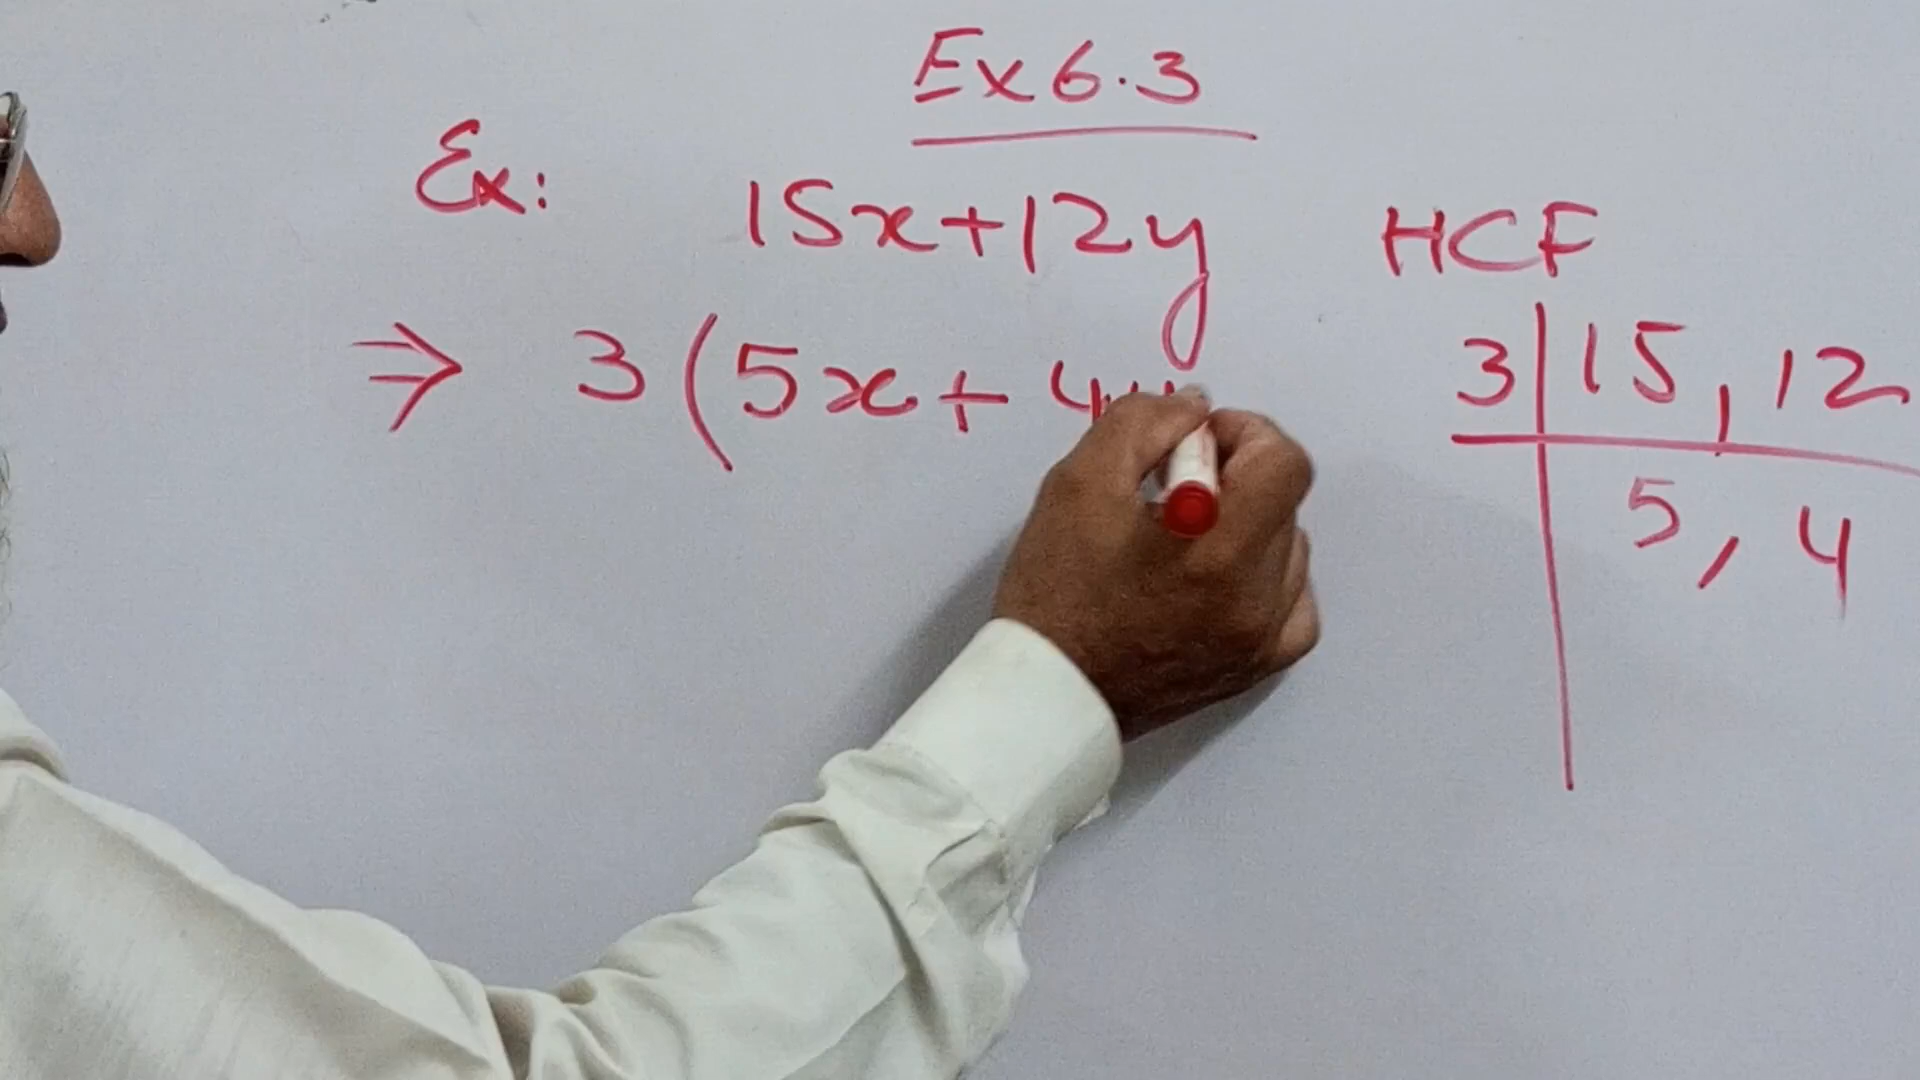 Ex 6.3
Ex: 15x+12y
⇒ 3(5x+4y
HCF
3 | 15, 12
5, 4